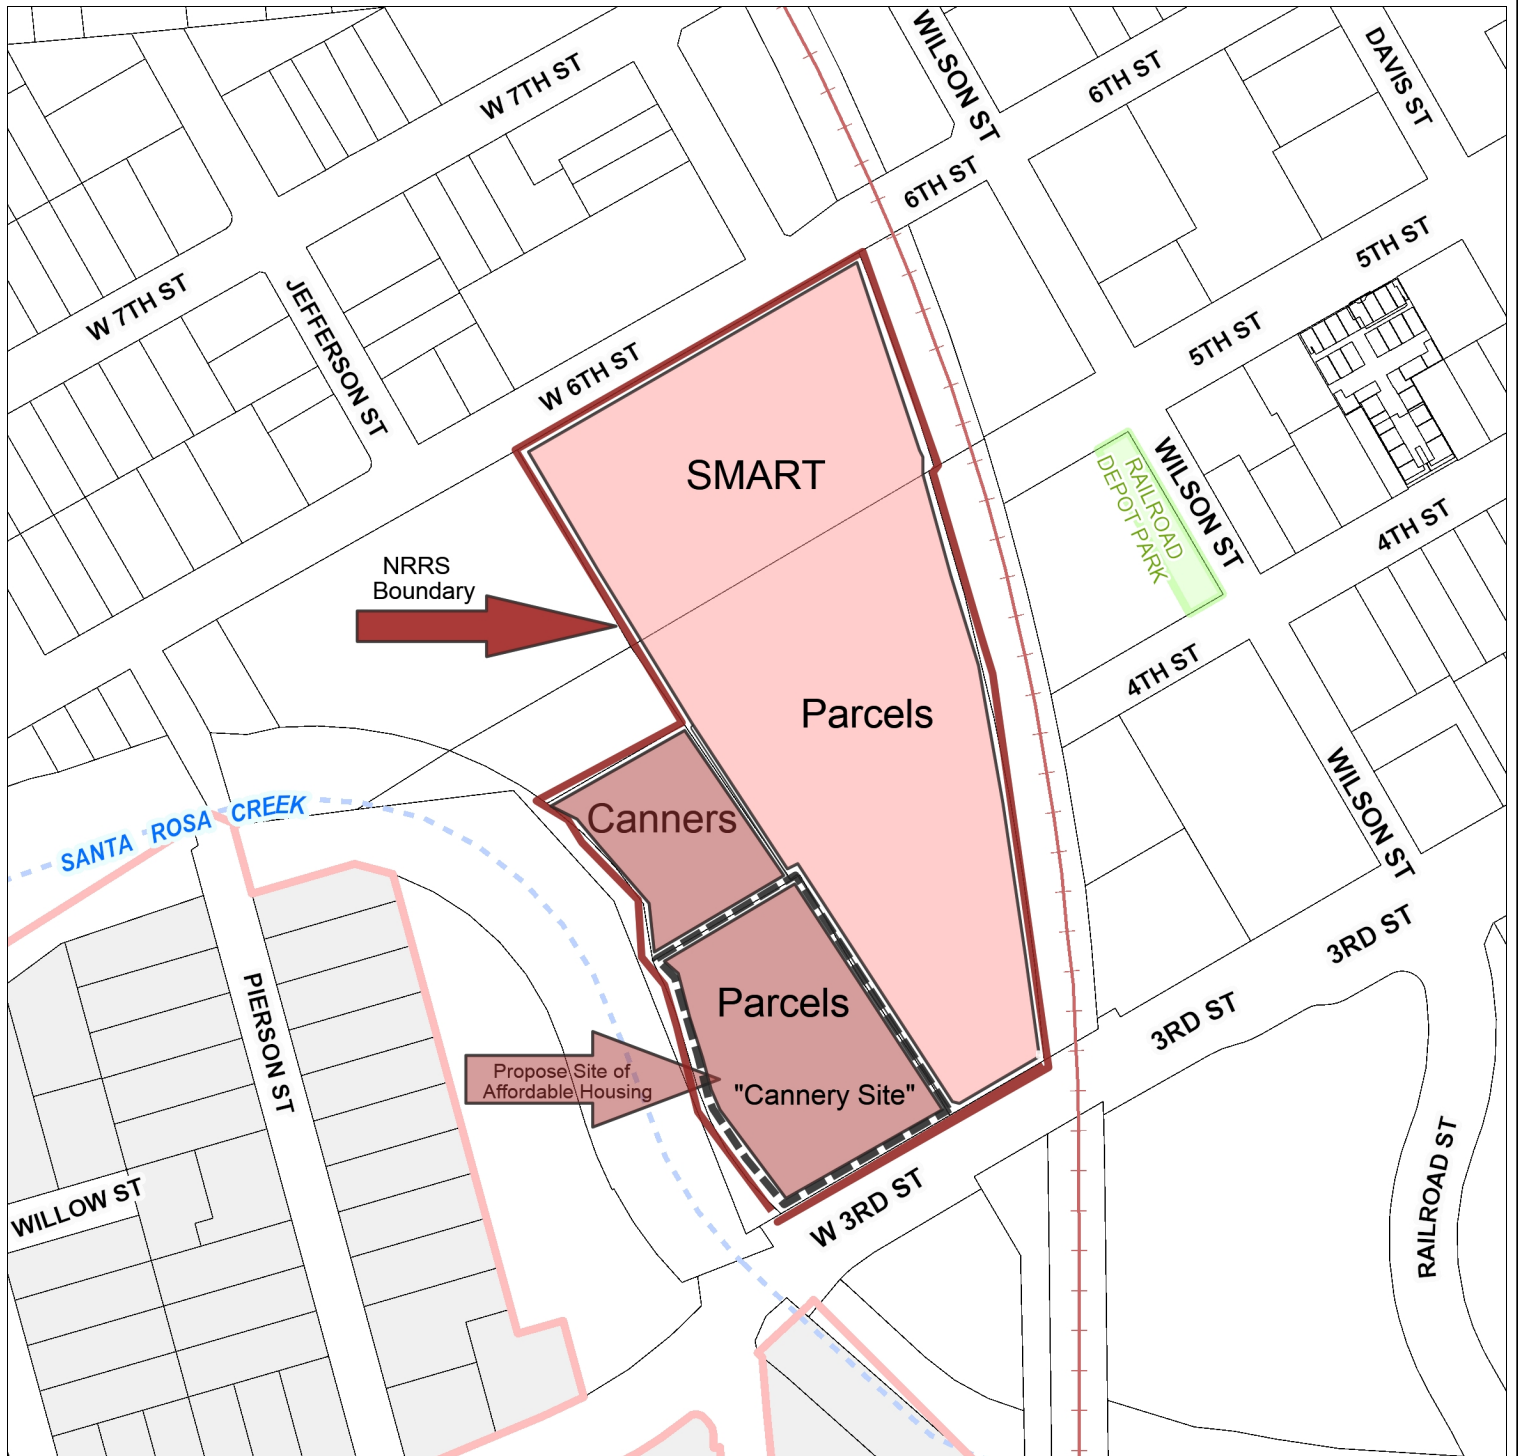 WILSON ST
DAVIS ST
W 7TH ST
6TH ST
6TH ST
5TH ST
W 7TH ST
JEFFERSON ST
5TH ST
W 6TH ST
SMART
RAILROAD
DEPOT PARK
WILSON ST
4TH ST
NRRS
Boundary
4TH ST
Parcels
SANTA ROSA CREEK
Canners
WILSON ST
3RD ST
PIERSON ST
Parcels
3RD ST
Propose Site of
Affordable Housing
"Cannery Site"
WILLOW ST
W 3RD ST
RAILROAD ST